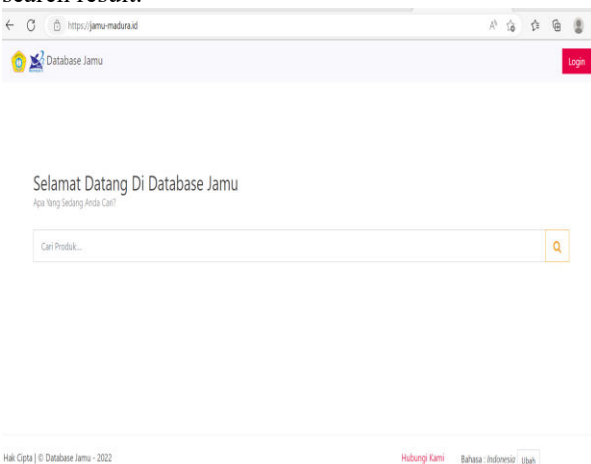 search result.
https://jamu-madura.id
Database Jamu
Login
Selamat Datang Di Database Jamu
Apa Yang Sedang Anda Cari?
Cari Produk...
Hak Cipta | © Database Jamu - 2022
Hubungi Kami
Bahasa : Indonesia Ubah